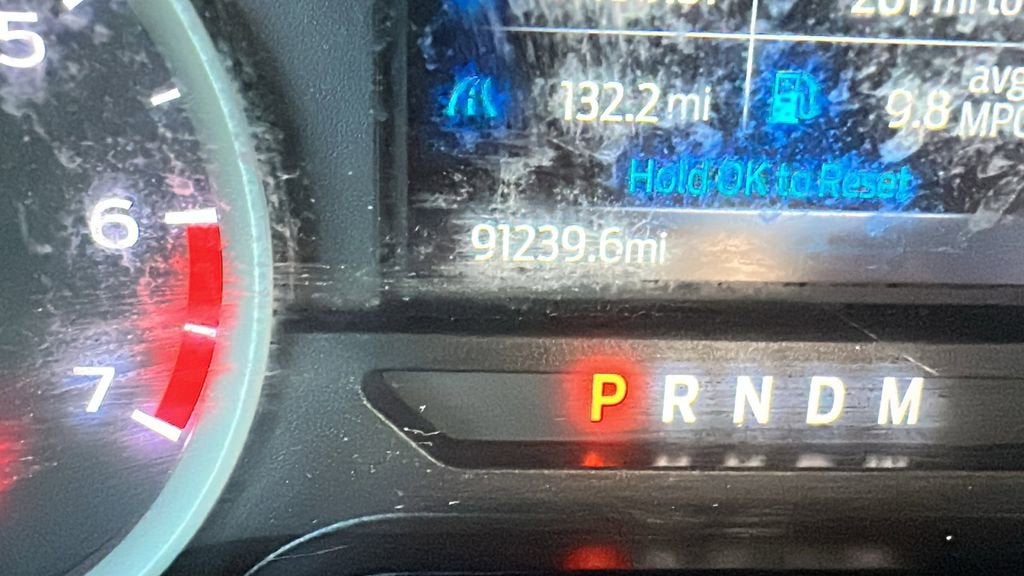 5
132.2 mi
9.8 avg
Hold OK to Reset
6
91239.6mi
7
P R N D M